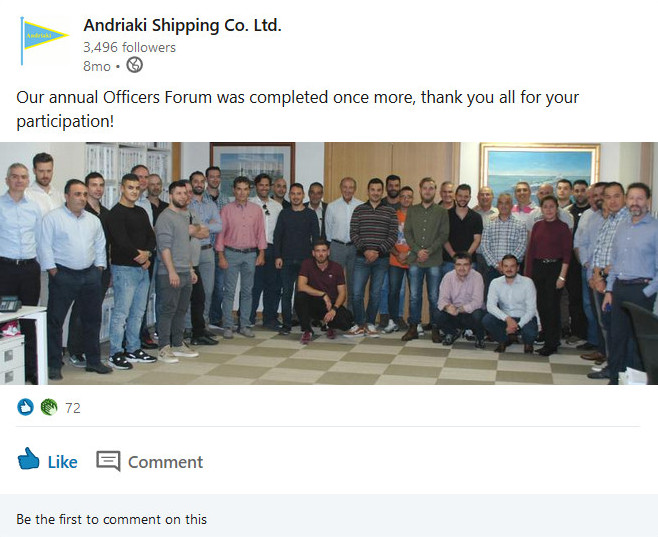 Andriaki
Andriaki Shipping Co. Ltd.
3,496 followers
8mo •
Our annual Officers Forum was completed once more, thank you all for your
participation!
72
Like
Comment
Be the first to comment on this